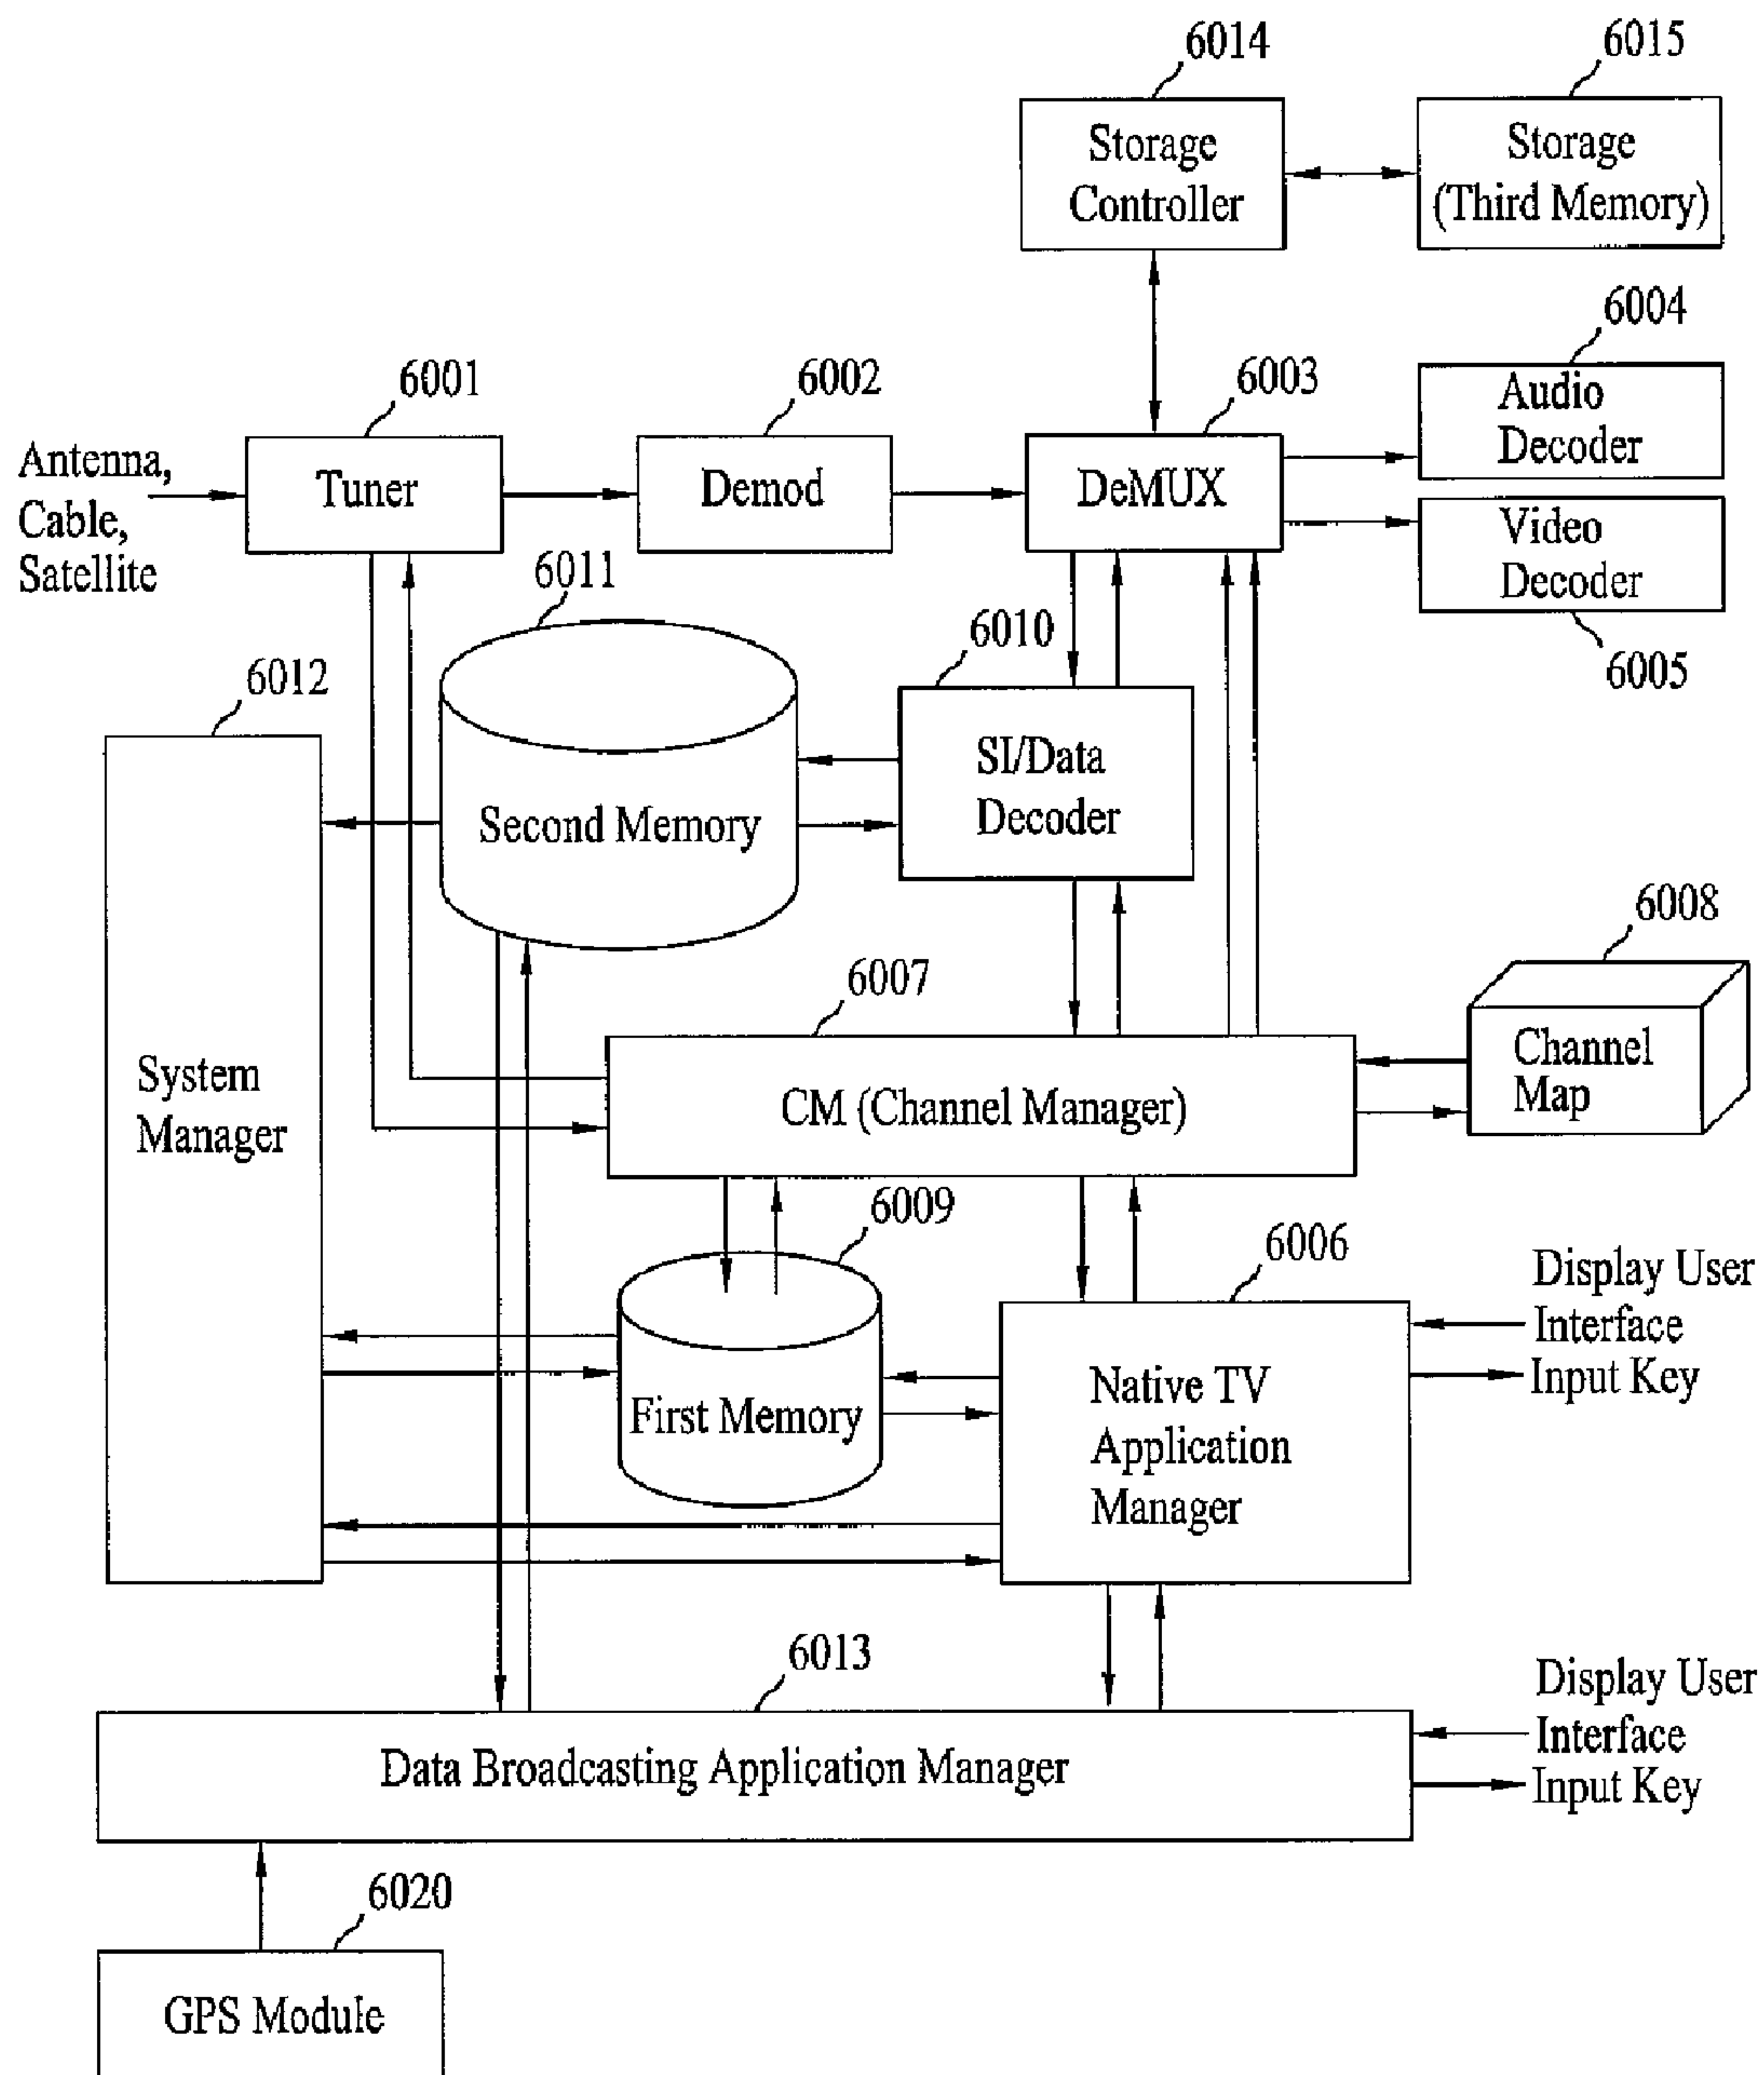 6014
6015
Storage
Controller
Storage
(Third Memory)
6004
6001
6002
6003
Audio
Decoder
Antenna,
Cable,
Satellite
Tuner
Demod
DeMUX
Video
Decoder
6011
6010
6005
6012
SI/Data
Decoder
Second Memory
6008
6007
System
Manager
Channel
Map
CM (Channel Manager)
6009
6006
Display User
Interface
Input Key
Native TV
Application
Manager
First Memory
6013
Display User
Interface
Input Key
Data Broadcasting Application Manager
6020
GPS Module